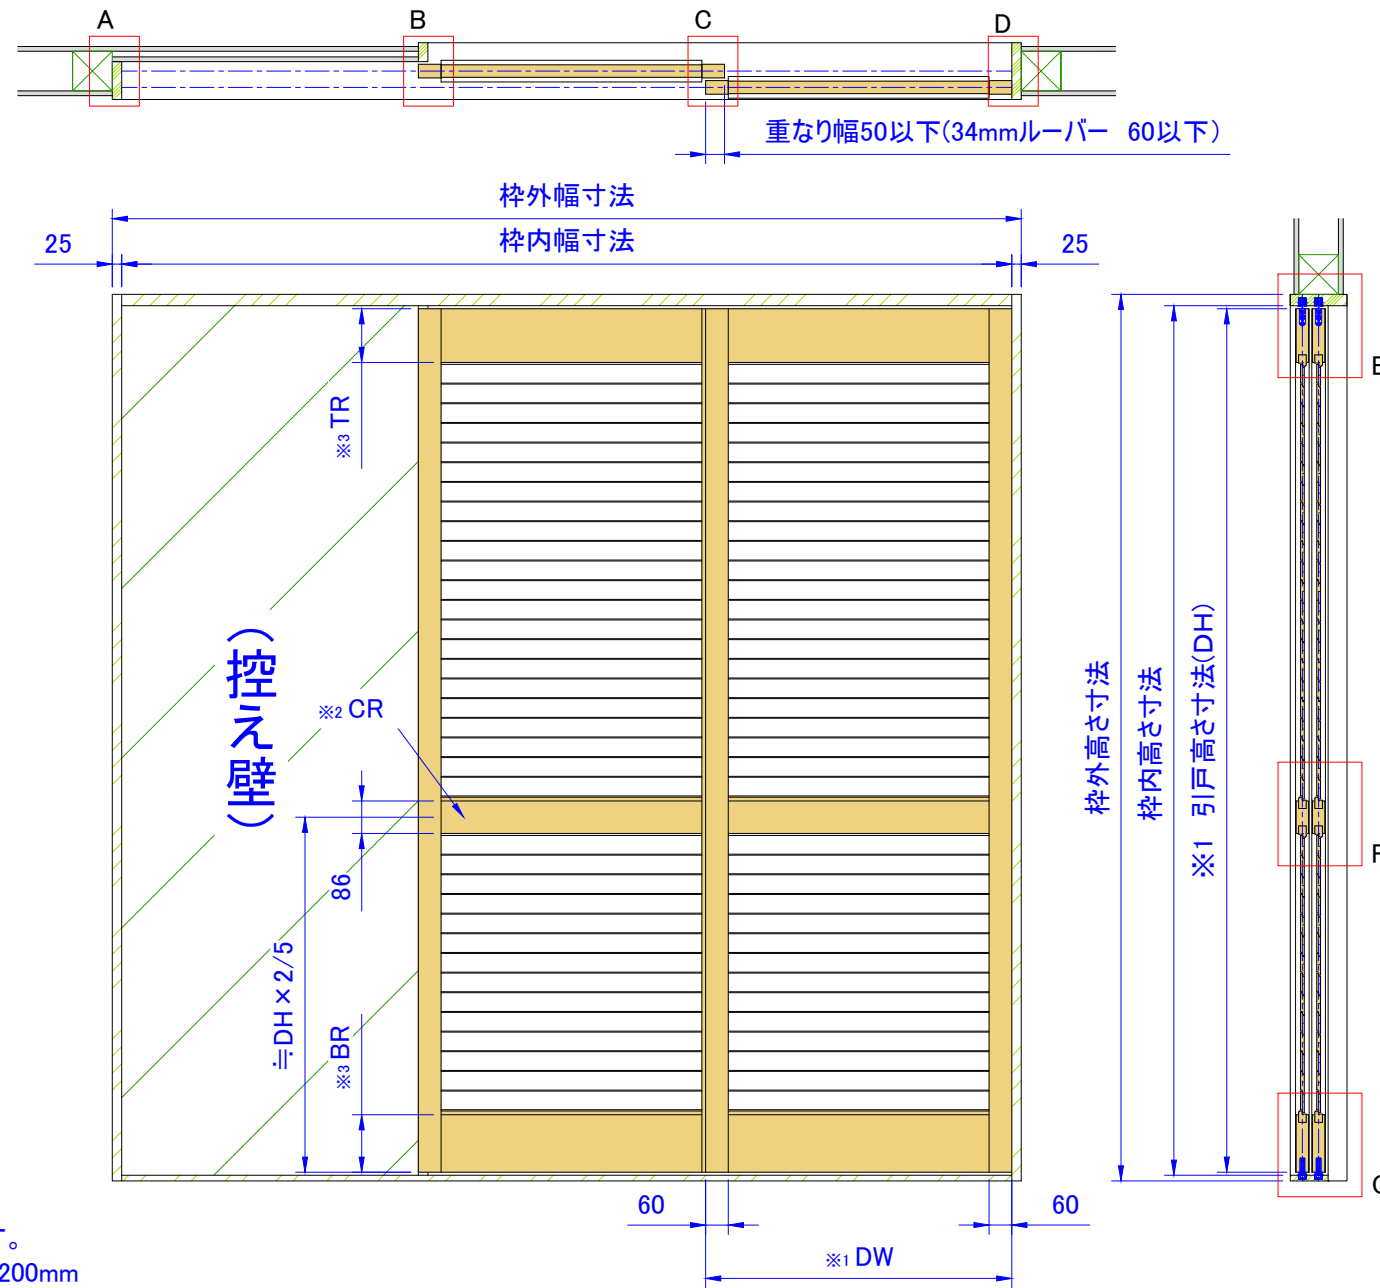 A
B
C
D
重なり幅50以下(34mmルーバー 60以下)
枠外幅寸法
25
枠内幅寸法
25
※3 TR
(控え壁)
※2 CR
86
≒DH×2/5
※3 BR
枠外高さ寸法
枠内高さ寸法
※1 引戸高さ寸法(DH)
60
60
※1 DW
。
200mm